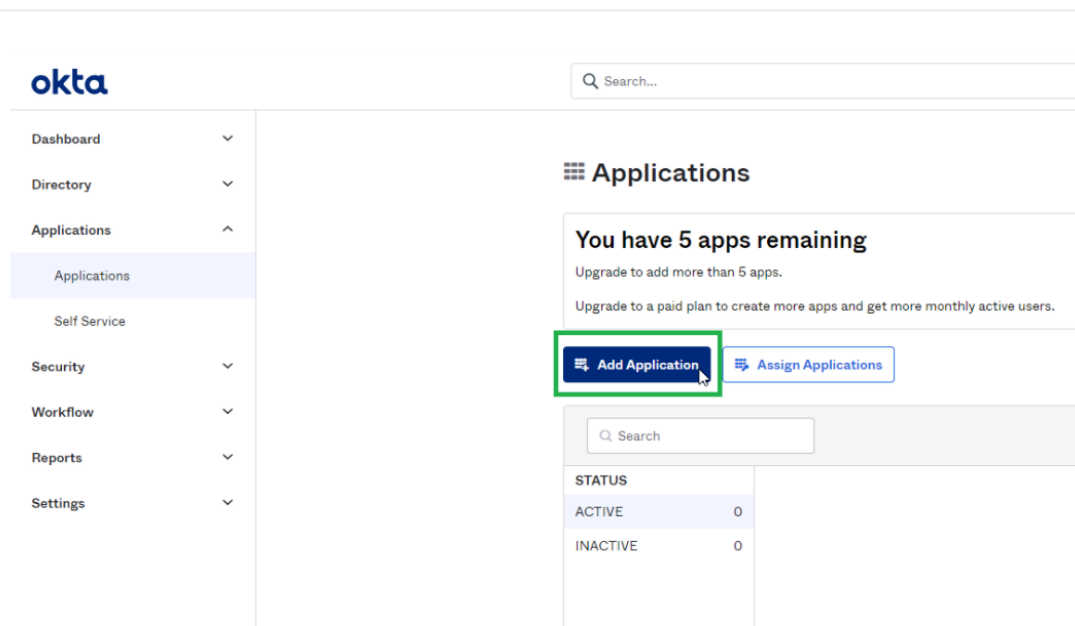 okta
Search...
Dashboard
Directory
Applications
Applications
Self Service
Security
Workflow
Reports
Settings
Applications
You have 5 apps remaining
Upgrade to add more than 5 apps.
Upgrade to a paid plan to create more apps and get more monthly active users.
Add Application
Assign Applications
Search
STATUS
ACTIVE 0
INACTIVE 0